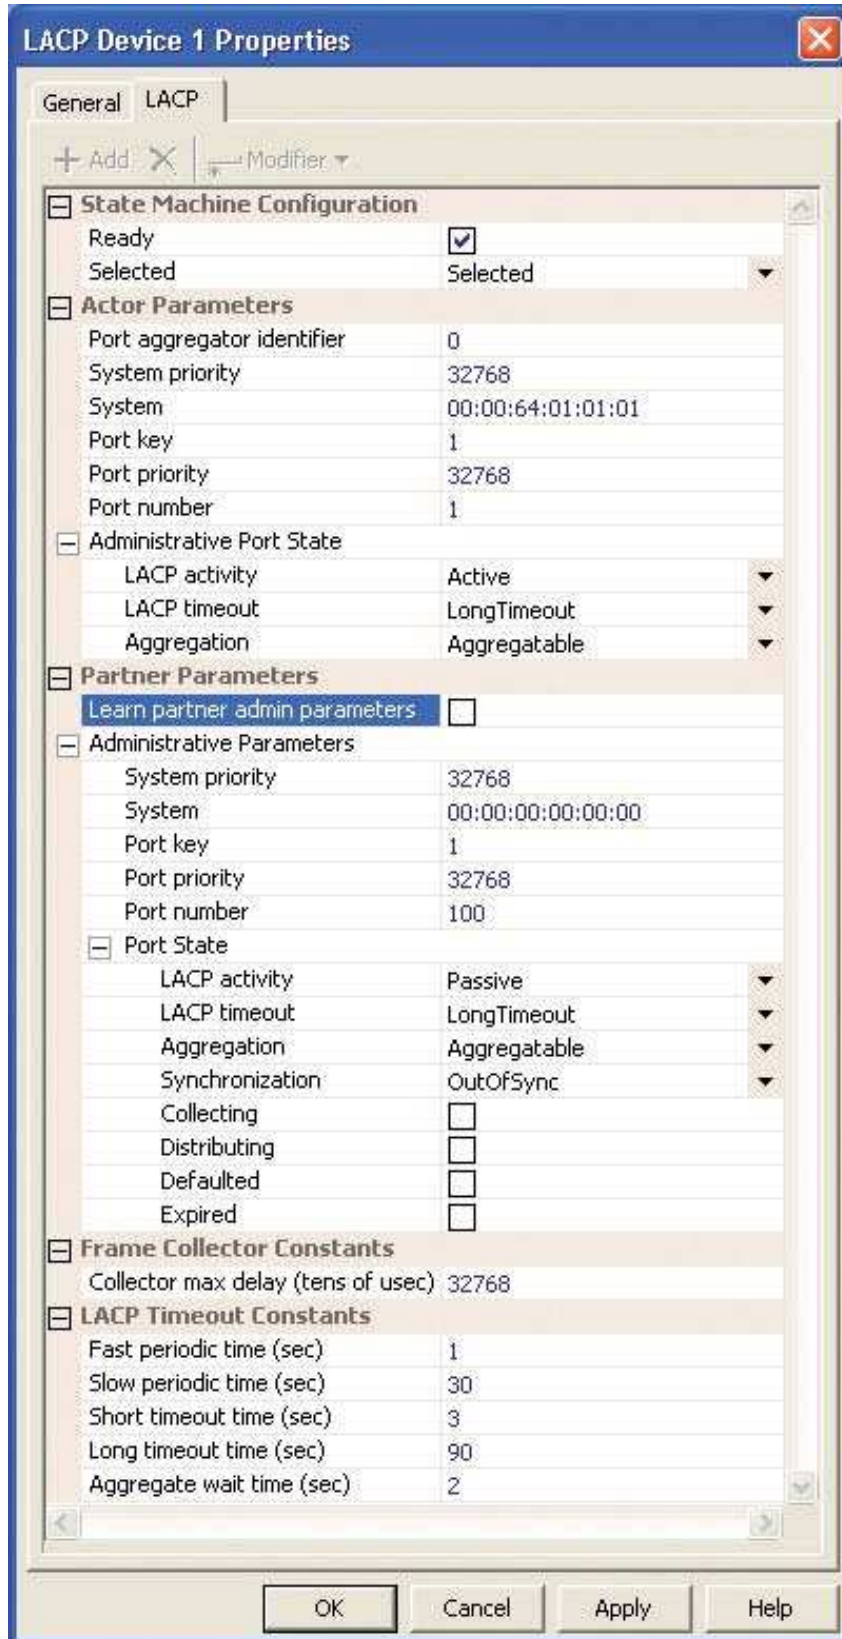 LACP Device 1 Properties
General LACP
Add Modifier
State Machine Configuration
Ready
Selected Selected
Actor Parameters
Port aggregator identifier 0
System priority 32768
System 00:00:64:01:01:01
Port key 1
Port priority 32768
Port number 1
Administrative Port State
LACP activity Active
LACP timeout LongTimeout
Aggregation Aggregatable
Partner Parameters
Learn partner admin parameters
Administrative Parameters
System priority 32768
System 00:00:00:00:00:00
Port key 1
Port priority 32768
Port number 100
Port State
LACP activity Passive
LACP timeout LongTimeout
Aggregation Aggregatable
Synchronization OutOfSync
Collecting
Distributing
Defaulted
Expired
Frame Collector Constants
Collector max delay (tens of usec) 32768
LACP Timeout Constants
Fast periodic time (sec) 1
Slow periodic time (sec) 30
Short timeout time (sec) 3
Long timeout time (sec) 90
Aggregate wait time (sec) 2
OK Cancel Apply Help